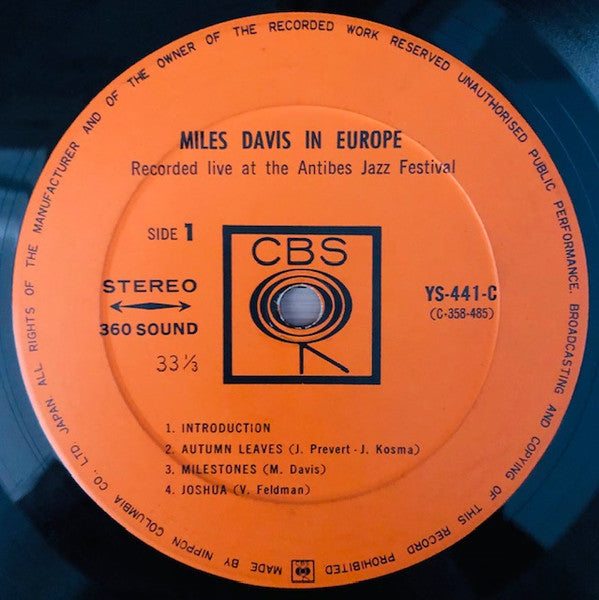 MILES DAVIS IN EUROPE
Recorded live at the Antibes Jazz Festival
SIDE 1
CBS
STEREO
360 SOUND
33⅓
YS-441-C
(C-358-485)
1. INTRODUCTION
2. AUTUMN LEAVES (J. Prevert-J. Kosma)
3. MILESTONES (M. Davis)
4. JOSHUA (V. Feldman)
MADE BY NIPPON COLUMBIA CO., LTD. JAPAN ALL RIGHTS OF THE MANUFACTURER AND OF THE OWNER OF THE RECORDED WORK RESERVED UNAUTHORISED PUBLIC PERFORMANCE. BROADCASTING AND COPYING OF THIS RECORD PROHIBITED
CBS